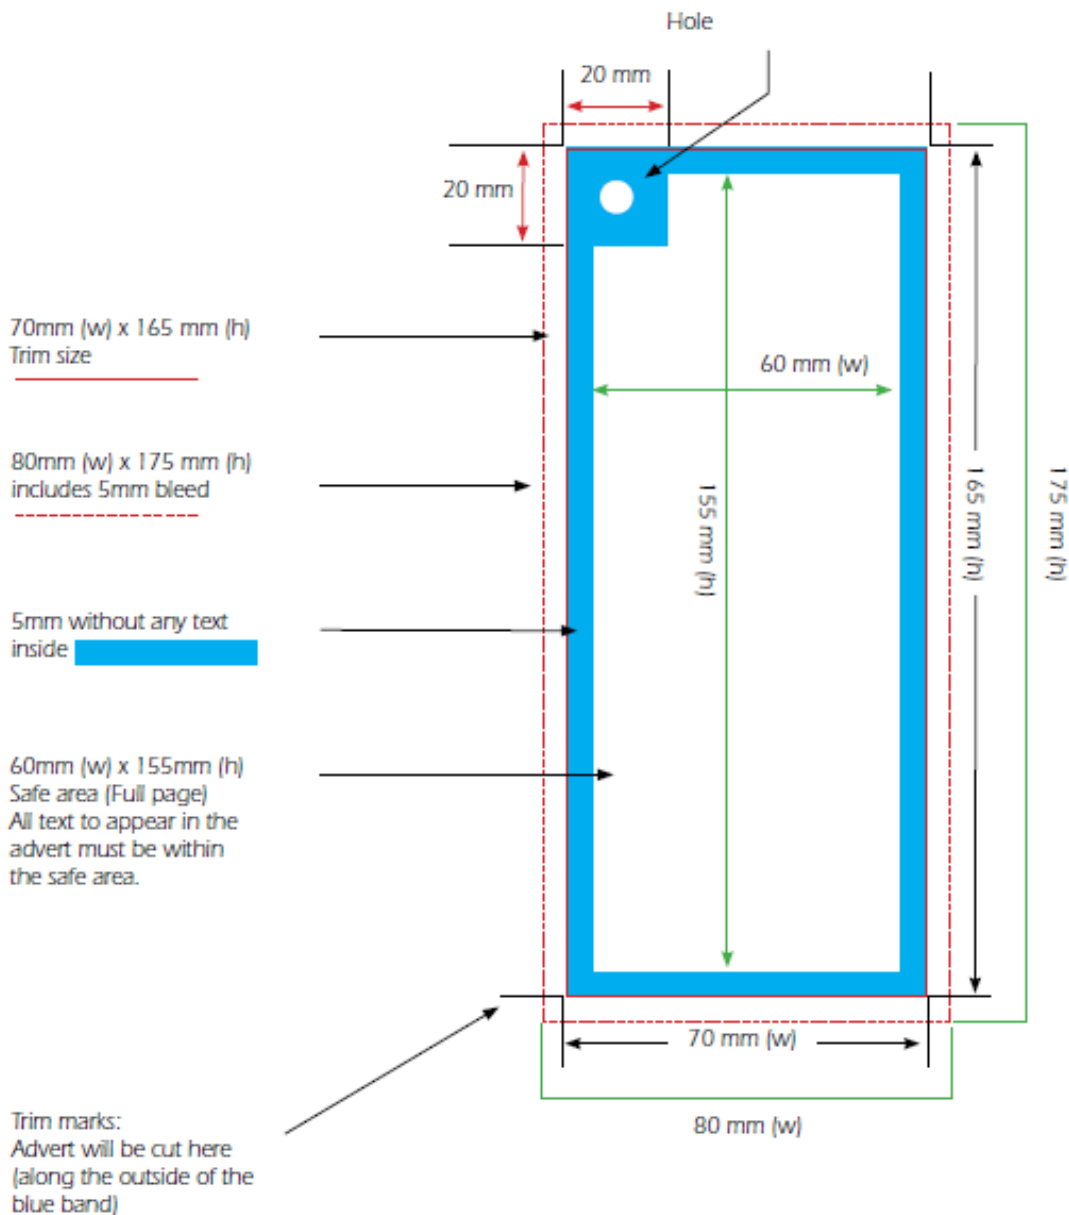 Hole
20 mm
20 mm
70mm (w) x 165 mm (h)
Trim size
60 mm (w)
80mm (w) x 175 mm (h)
includes 5mm bleed
155 mm (h)
165 mm (h)
175 mm (h)
5mm without any text
inside
60mm (w) x 155mm (h)
Safe area (Full page)
All text to appear in the
advert must be within
the safe area.
70 mm (w)
80 mm (w)
Trim marks:
Advert will be cut here
(along the outside of the
blue band)